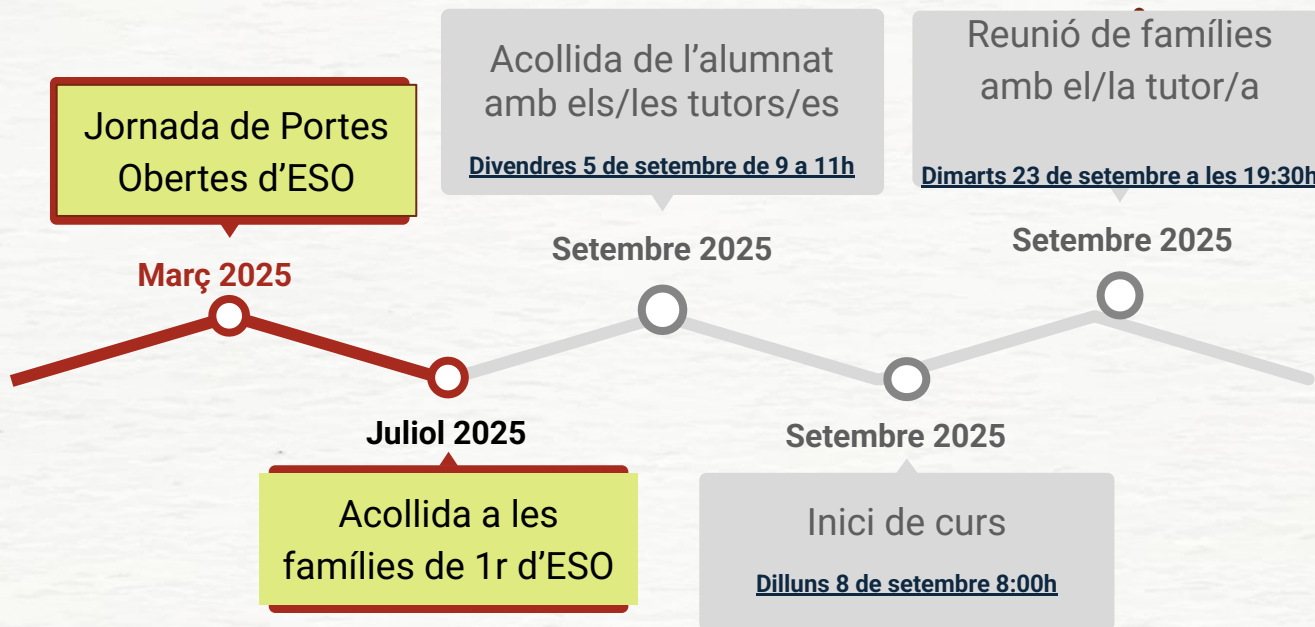 Jornada de Portes
Obertes d’ESO
Març 2025
Juliol 2025
Acollida a les
famílies de 1r d’ESO
Acollida de l’alumnat
amb els/les tutors/es
Divendres 5 de setembre de 9 a 11h
Setembre 2025
Setembre 2025
Inici de curs
Dilluns 8 de setembre 8:00h
Reunió de famílies
amb el/la tutor/a
Dimarts 23 de setembre a les 19:30h
Setembre 2025